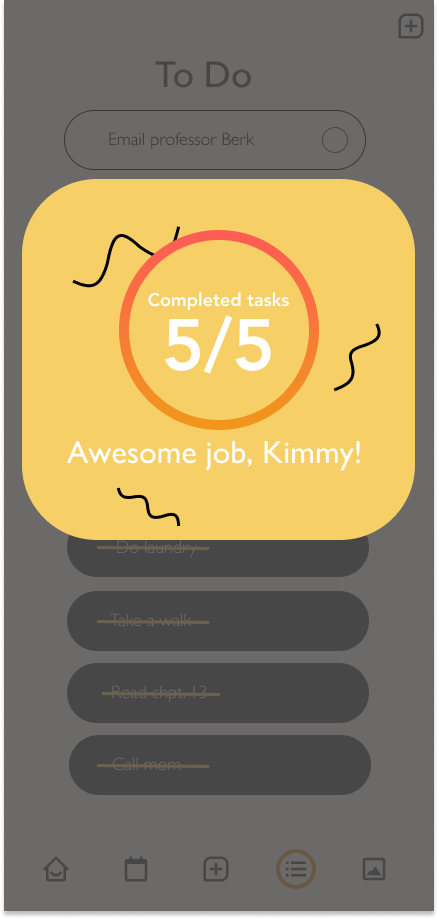 To Do
Email professor Berk
Completed tasks
5/5
Awesome job, Kimmy!
Do laundry
Take a walk
Read chpt. 13
Call mom